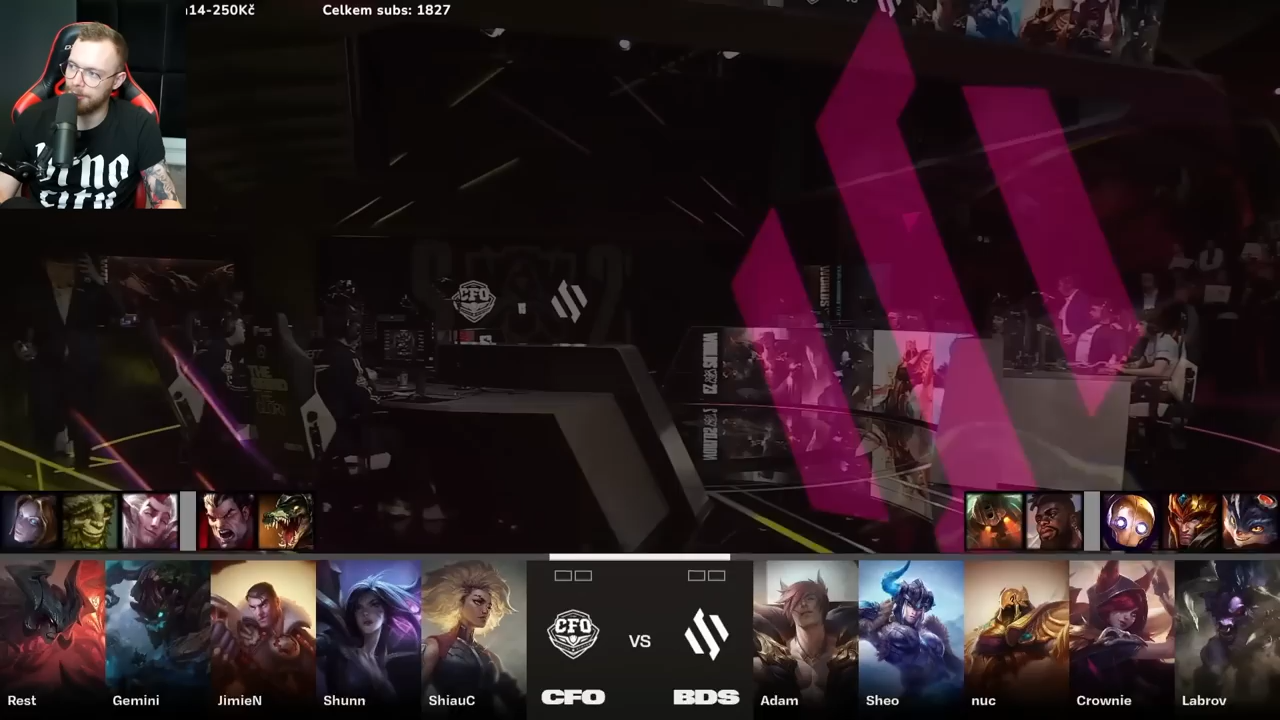 14-250Kč
Celkem subs: 1827
CFO
CFO
VS
Rest
Gemini
JimieN
Shunn
ShiauC
CFO
BDS
Adam
Sheo
nuc
Crownie
Labrov